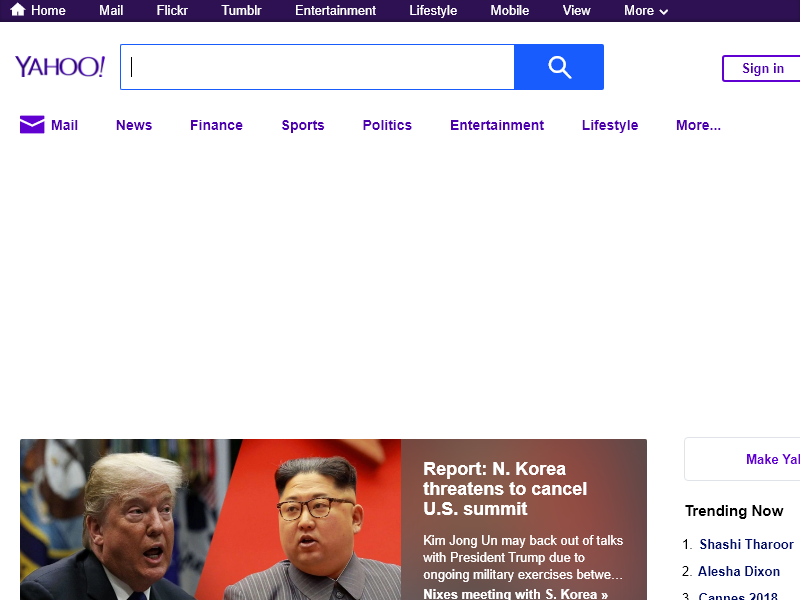 Home Mail Flickr Tumblr Entertainment Lifestyle Mobile View More
YAHOO!
Sign in
Mail News Finance Sports Politics Entertainment Lifestyle More...
Report: N. Korea
threatens to cancel
U.S. summit
Kim Jong Un may back out of talks
with President Trump due to
ongoing military exercises betwe...
Nixes meeting with S. Korea »
Make Yah
Trending Now
1. Shashi Tharoor
2. Alesha Dixon
3. Cannes 2018